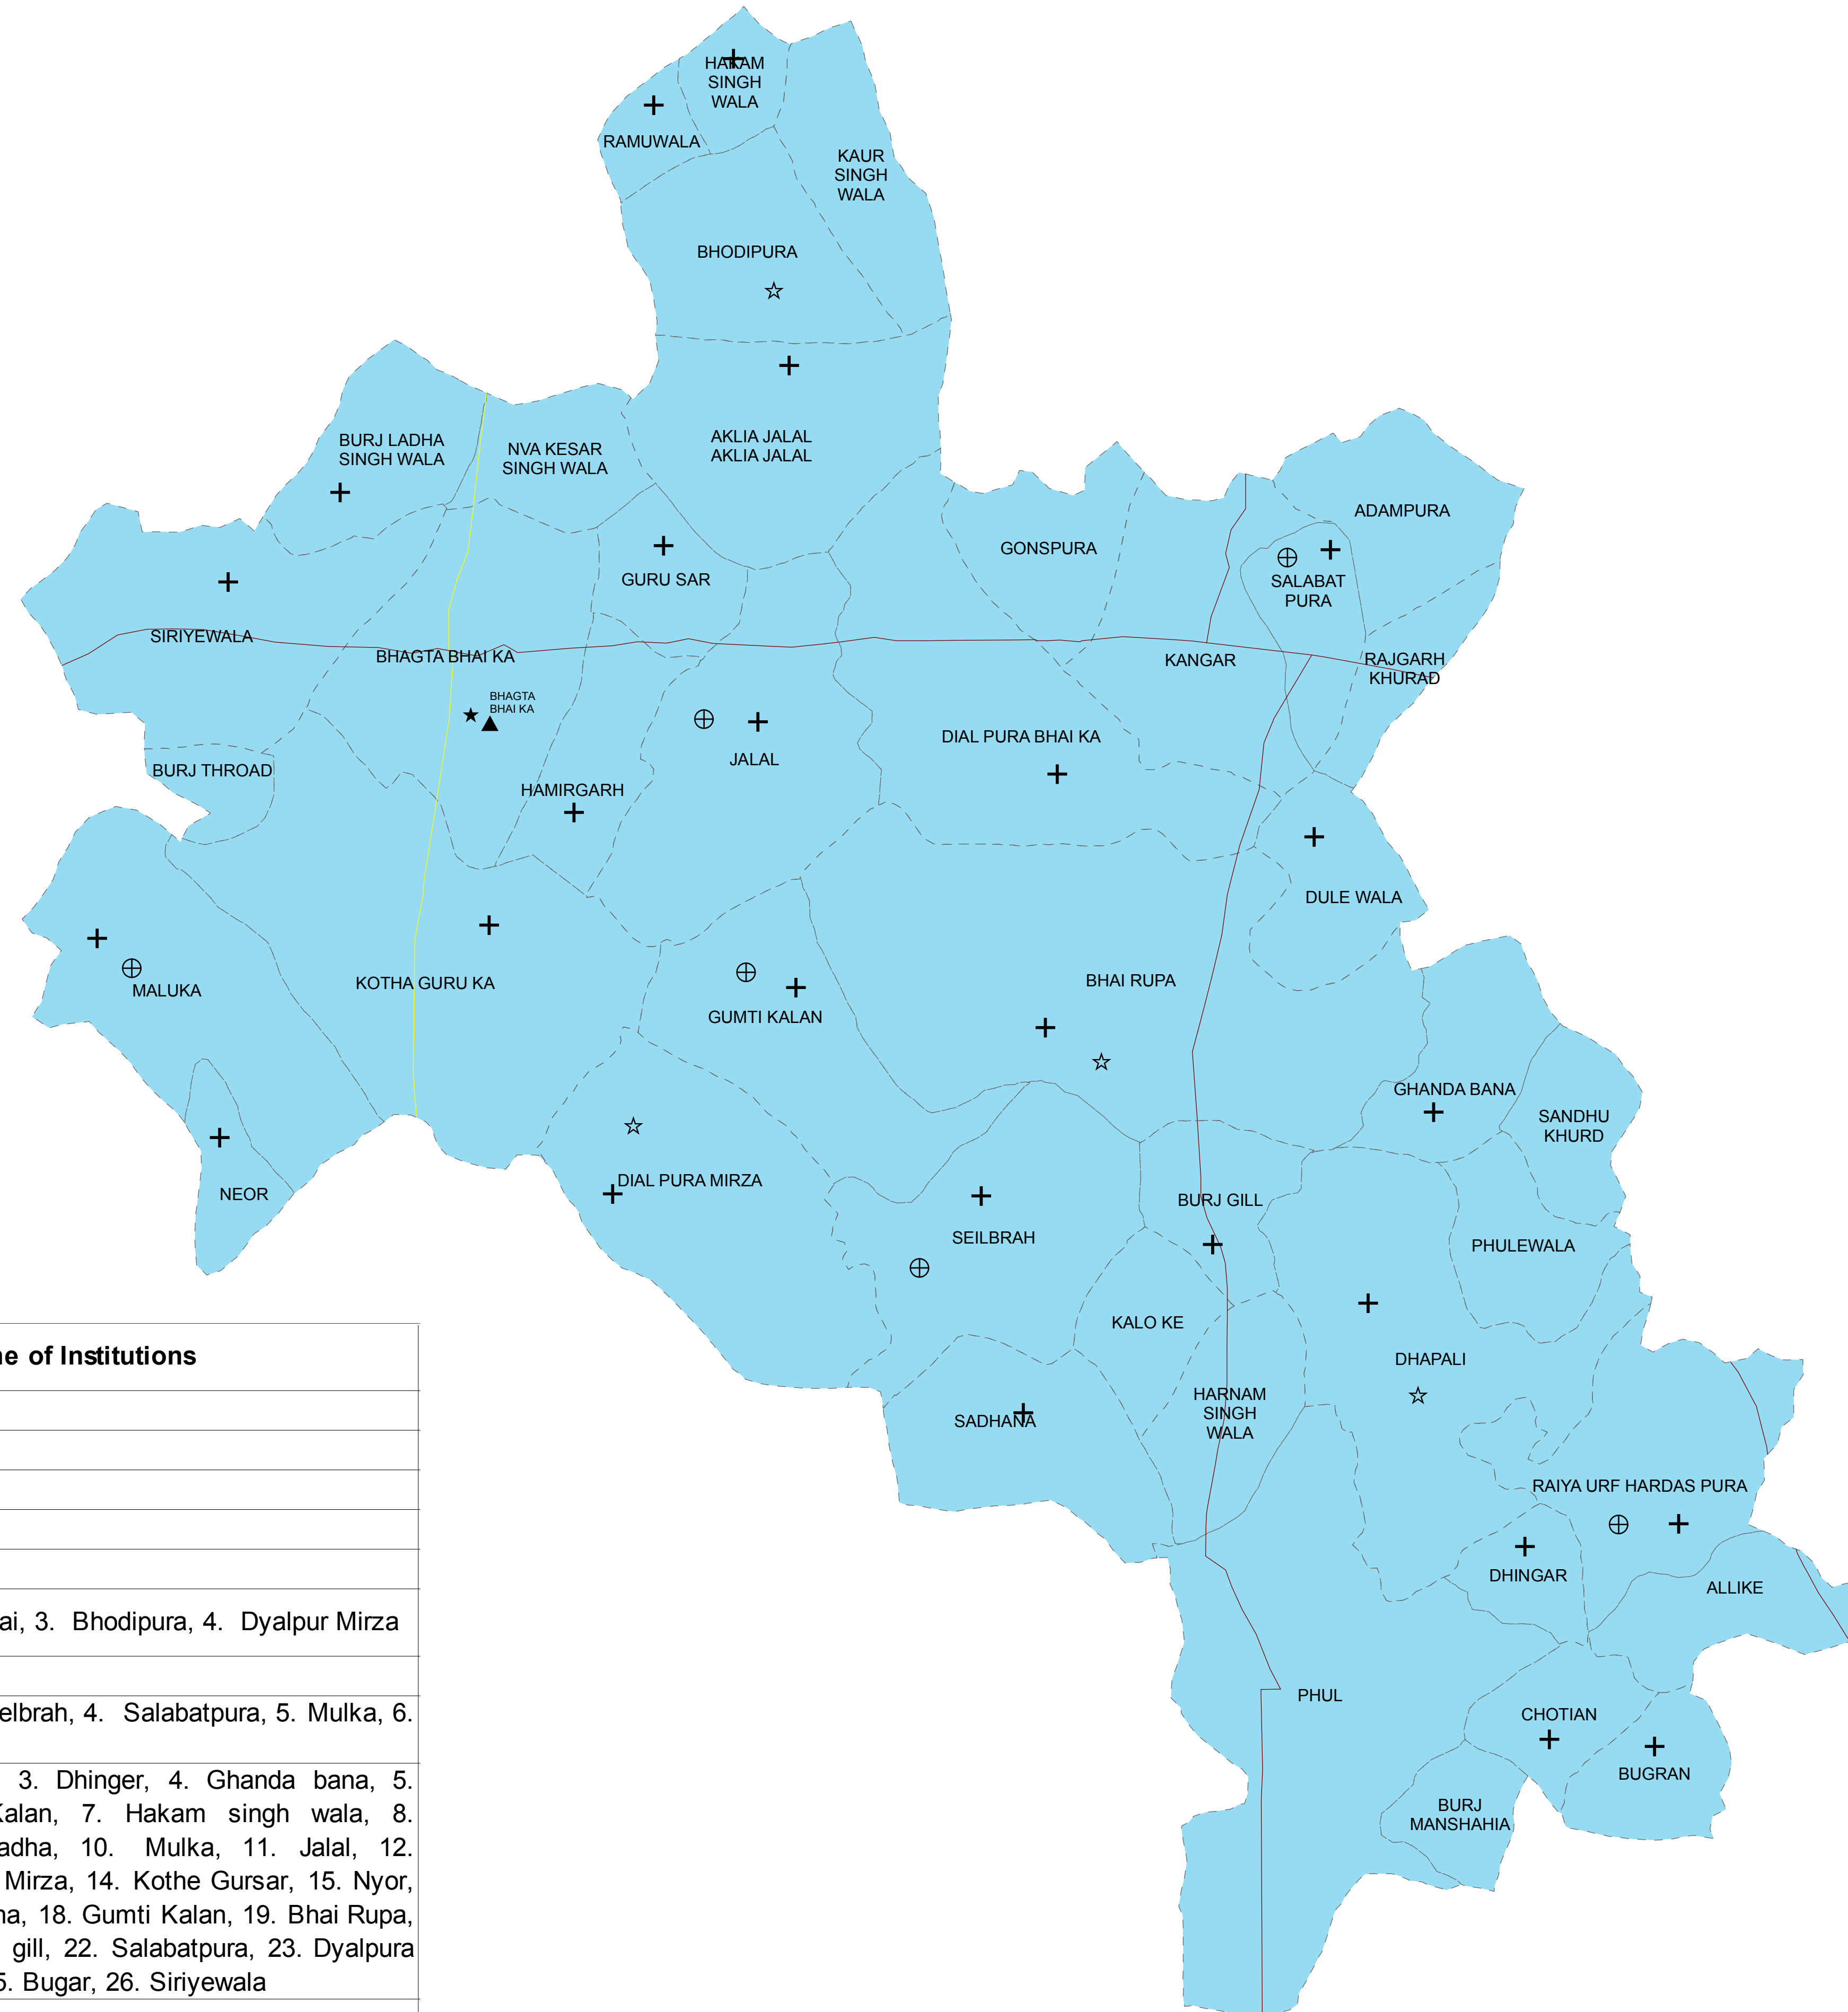 HAKAM
SINGH
WALA
RAMUWALA
KAUR
SINGH
WALA
BHODIPURA
BURJ LADHA
SINGH WALA
NVA KESAR
SINGH WALA
AKLIA JALAL
AKLIA JALAL
ADAMPURA
GONSPURA
GURU SAR
SALABAT
PURA
SIRIYEWALA
BHAGTA BHAI KA
KANGAR
RAJGARH
KHURAD
BHAGTA
BHAI KA
DIAL PURA BHAI KA
JALAL
BURJ THROAD
HAMIRGARH
DULE WALA
MALUKA
KOTHA GURU KA
BHAI RUPA
GUMTI KALAN
GHANDA BANA
SANDHU
KHURD
NEOR
DIAL PURA MIRZA
BURJ GILL
SEILBRAH
PHULEWALA
KALO KE
DHAPALI
HARNAM
SINGH
WALA
SADHANA
RAIYA URF HARDAS PURA
DHINGAR
ALLIKE
PHUL
CHOTIAN
BUGRAN
BURJ
MANSHAHIA
ne of Institutions
ai, 3. Bhodipura, 4. Dyalpur Mirza
elbrah, 4. Salabatpura, 5. Mulka, 6.
3. Dhinger, 4. Ghanda bana, 5.
Kalan, 7. Hakam singh wala, 8.
adha, 10. Mulka, 11. Jalal, 12.
Mirza, 14. Kothe Gursar, 15. Nyor,
na, 18. Gumti Kalan, 19. Bhai Rupa,
gill, 22. Salabatpura, 23. Dyalpura
5. Bugar, 26. Siriyewala